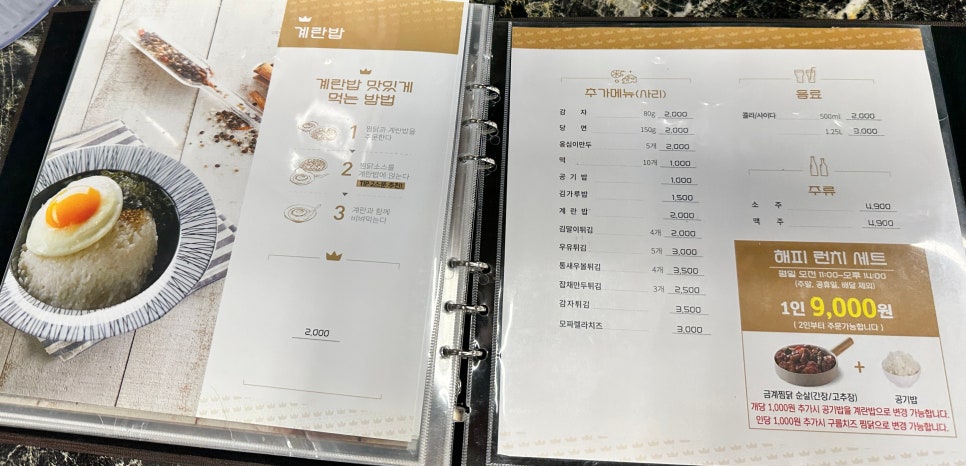 계란밥
계란밥 맛있게
먹는 방법
1 찜닭과 계란밥을
주문한다
2 찜닭소스를
계란밥에 얹는다
TIP 2스푼 추천!
3 계란과 함께
비벼먹는다
2,000
추가메뉴(사리)
감 자 80g 2,000
당 면 150g 2,000
옹심이만두 5개 2,000
떡 10개 1,000
공 기 밥 1,000
김가루밥 1,500
계 란 밥 2,000
김말이튀김 4개 2,000
우유튀김 5개 3,000
통새우볼튀김 4개 3,500
잡채만두튀김 3개 2,500
감자튀김 3,500
모짜렐라치즈 3,000
음료
콜라/사이다 500ml 2,000
1.25L 3,000
주류
소 주 4,900
맥 주 4,900
해피 런치 세트
평일 오전 11:00~오후 14:00
(주말, 공휴일, 배달 제외)
1인 9,000원
( 2인부터 주문가능합니다 )
+
금계찜닭 순살(간장/고추장) 공기밥
개당 1,000원 추가시 공기밥을 계란밥으로 변경 가능합니다.
인당 1,000원 추가시 구름치즈 찜닭으로 변경 가능합니다.